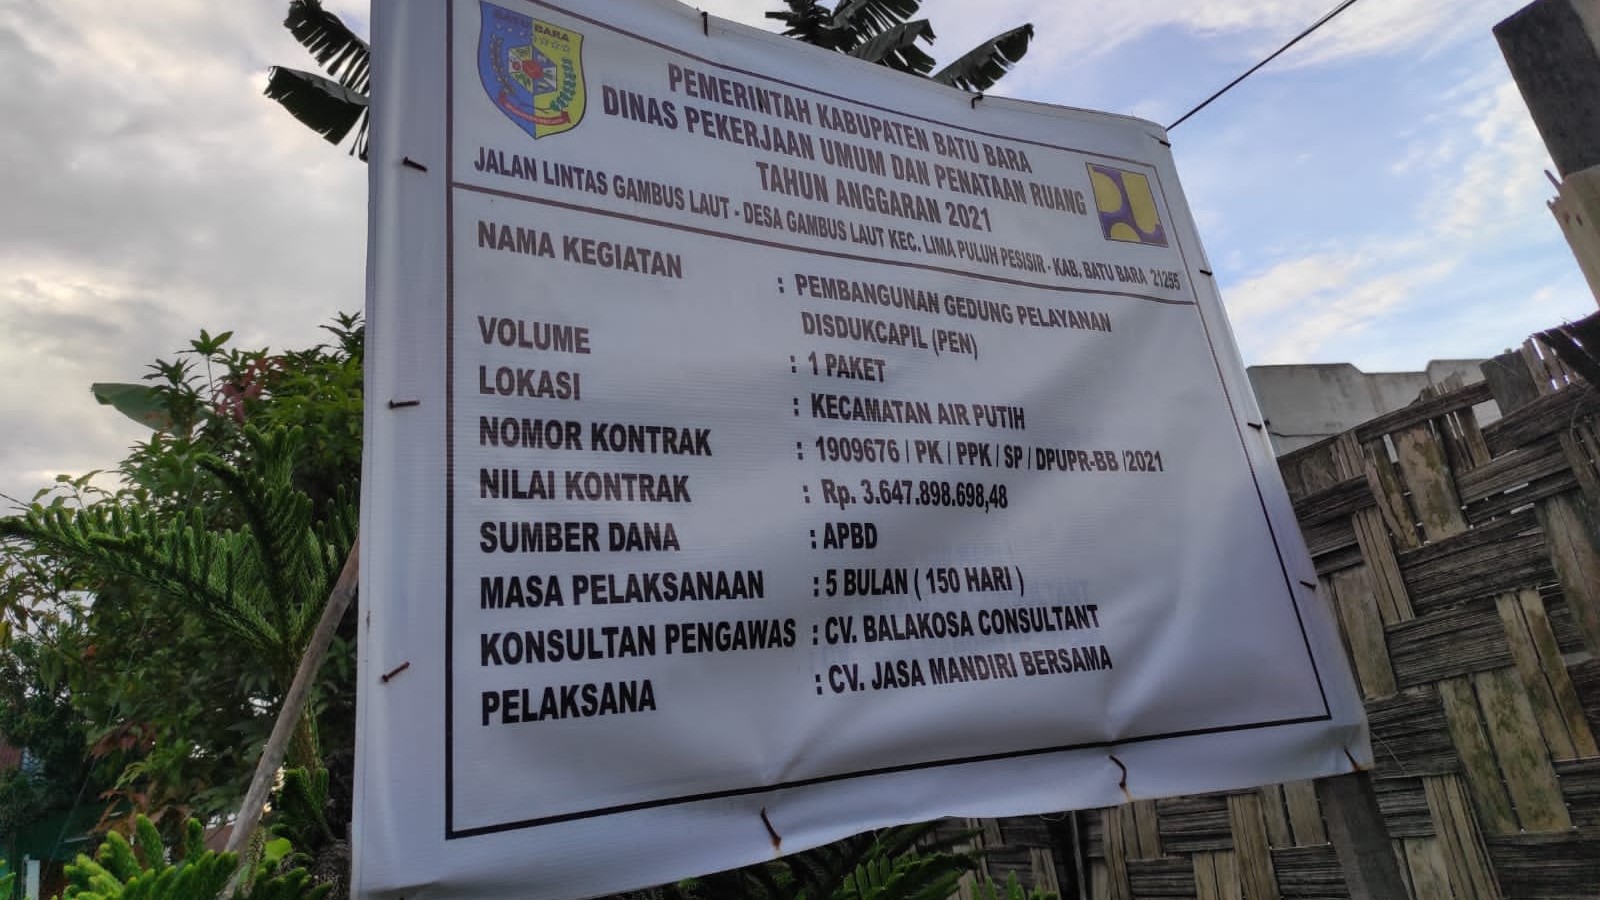 BATU BARA
PEMERINTAH KABUPATEN BATU BARA
DINAS PEKERJAAN UMUM DAN PENATAAN RUANG
TAHUN ANGGARAN 2021
JALAN LINTAS GAMBUS LAUT - DESA GAMBUS LAUT KEC. LIMA PULUH PESISIR - KAB. BATU BARA 21255
NAMA KEGIATAN : PEMBANGUNAN GEDUNG PELAYANAN
DISDUKCAPIL (PEN)
VOLUME : 1 PAKET
LOKASI : KECAMATAN AIR PUTIH
NOMOR KONTRAK : 1909676 / PK / PPK / SP / DPUPR-BB /2021
NILAI KONTRAK : Rp. 3.647.898.698,48
SUMBER DANA : APBD
MASA PELAKSANAAN : 5 BULAN ( 150 HARI )
KONSULTAN PENGAWAS : CV. BALAKOSA CONSULTANT
PELAKSANA : CV. JASA MANDIRI BERSAMA